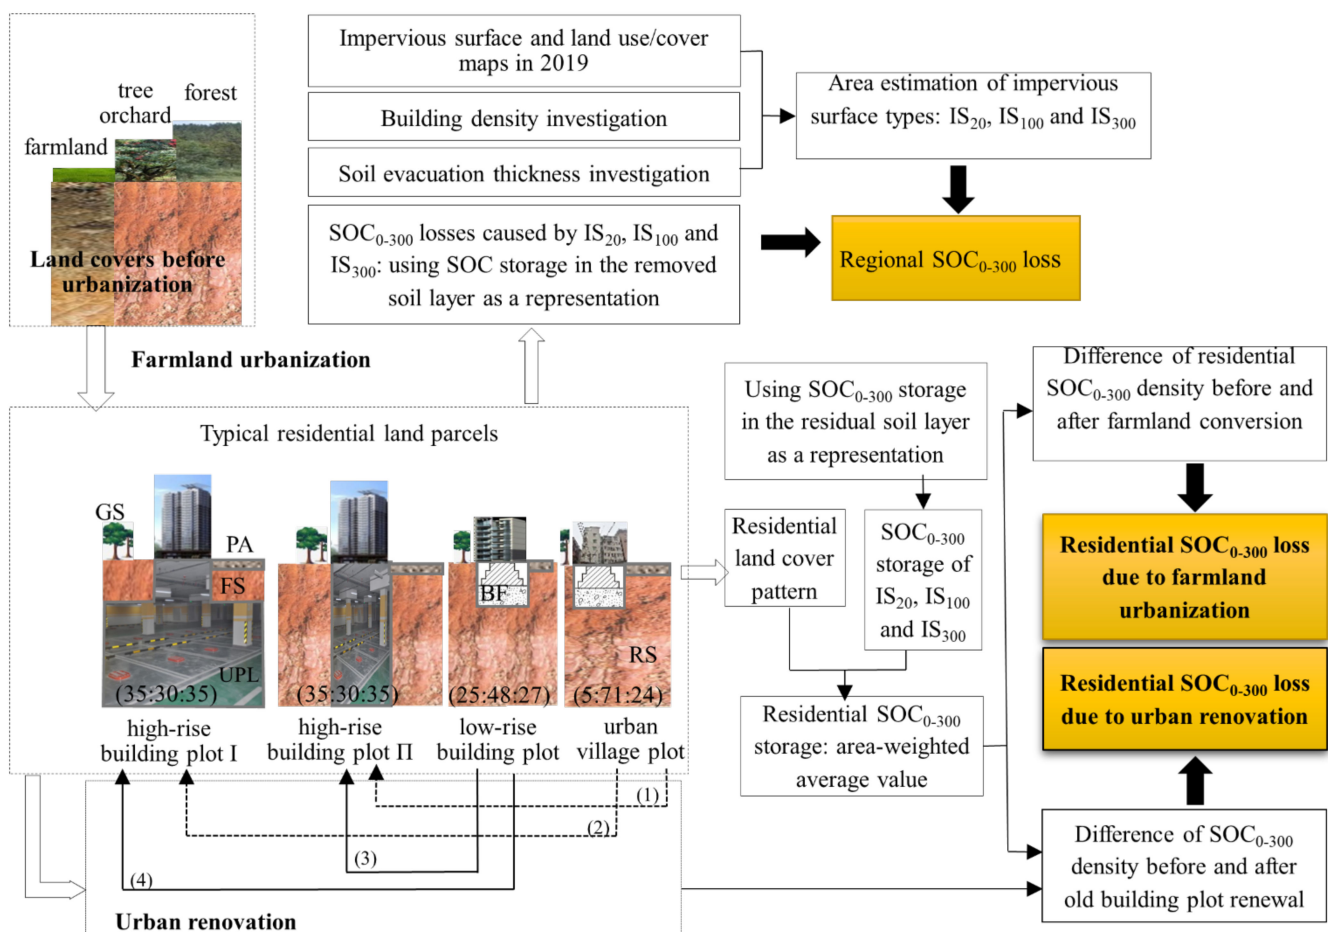 Impervious surface and land use/cover
maps in 2019
Building density investigation
Soil evacuation thickness investigation
SOC0-300 losses caused by IS20, IS100 and
IS300: using SOC storage in the removed
soil layer as a representation
Area estimation of impervious
surface types: IS20, IS100 and IS300
Regional SOC0-300 loss
farmland
tree
orchard
forest
Land covers before
urbanization
Farmland urbanization
Typical residential land parcels
GS
PA
FS
UPL
BF
RS
(35:30:35)
(35:30:35)
(25:48:27)
(5:71:24)
high-rise
building plot I
high-rise
building plot Π
low-rise
building plot
urban
village plot
(1)
(2)
(3)
(4)
Urban renovation
Using SOC0-300 storage
in the residual soil layer
as a representation
Residential
land cover
pattern
SOC0-300
storage of
IS20, IS100
and IS300
Residential SOC0-300
storage: area-weighted
average value
Difference of residential
SOC0-300 density before and
after farmland conversion
Residential SOC0-300 loss
due to farmland
urbanization
Residential SOC0-300 loss
due to urban renovation
Difference of SOC0-300
density before and after
old building plot renewal